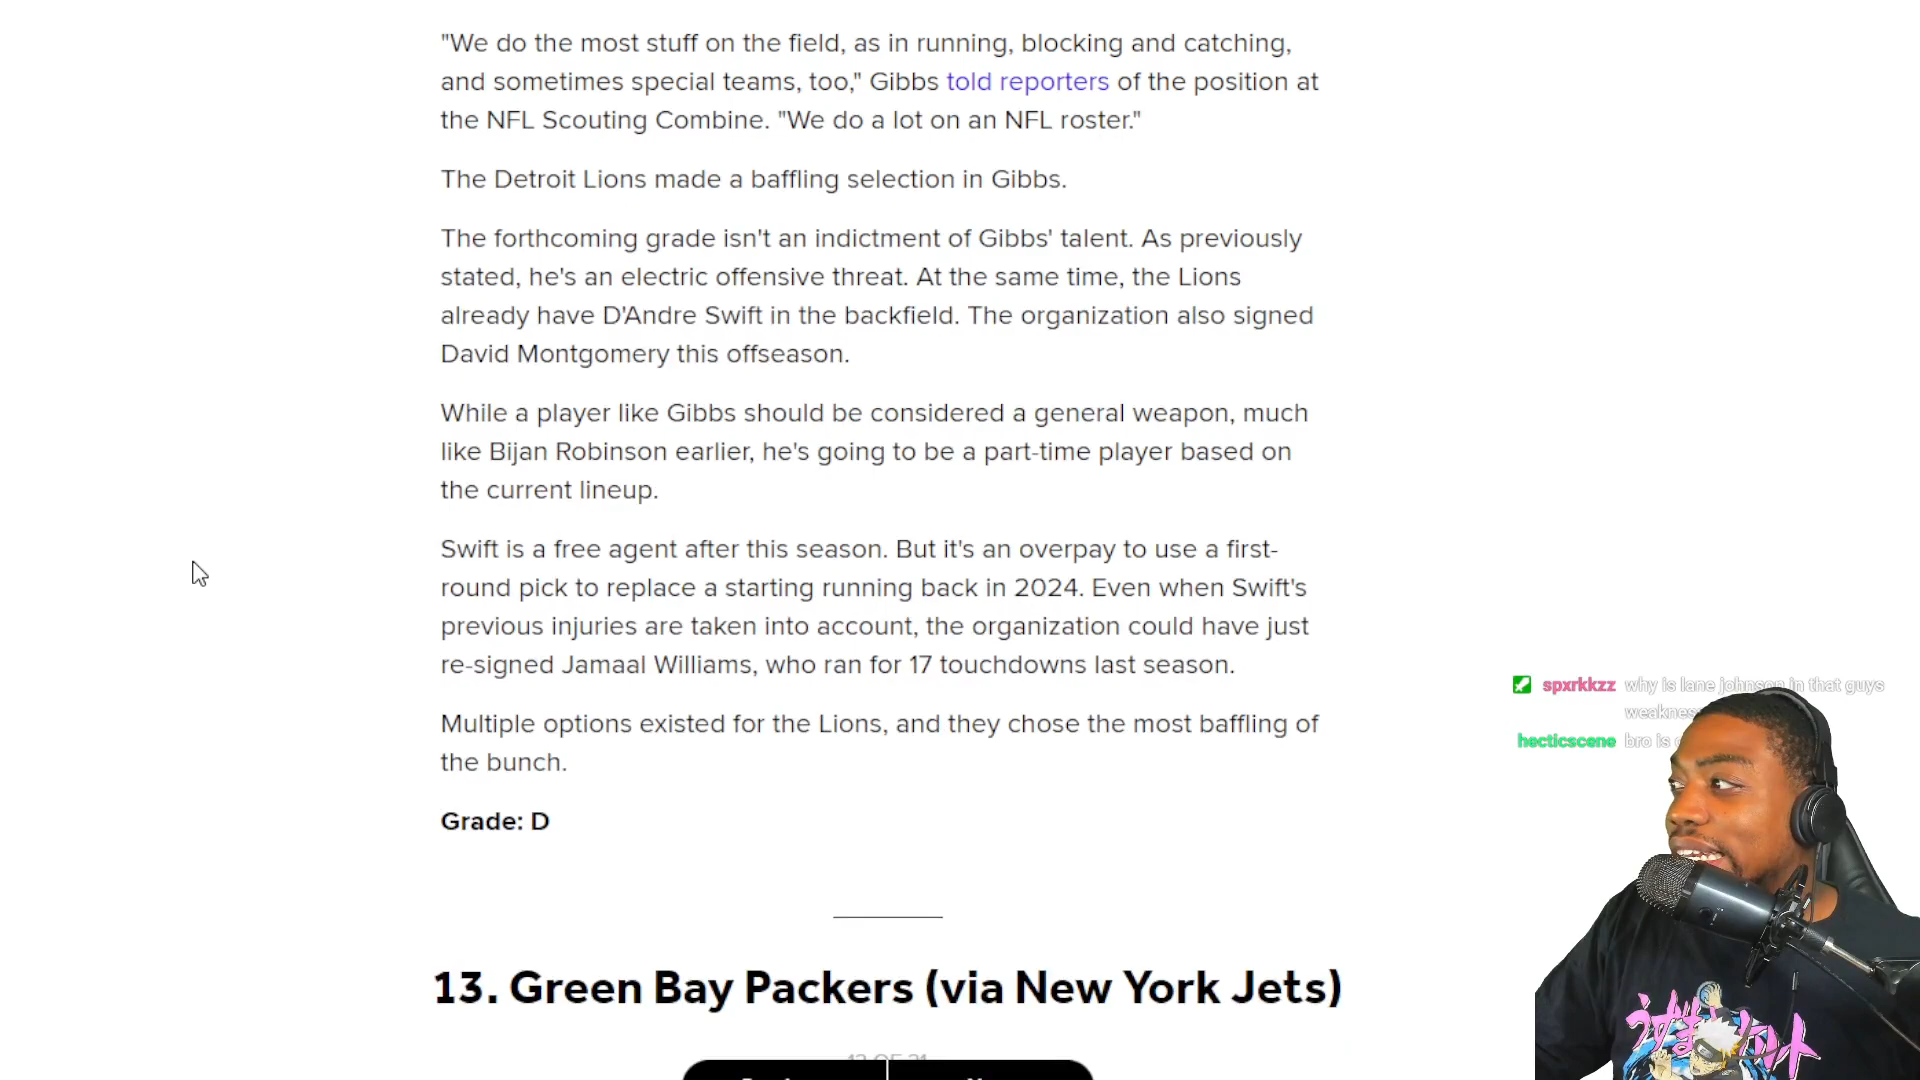 "We do the most stuff on the field, as in running, blocking and catching,
and sometimes special teams, too," Gibbs told reporters of the position at
the NFL Scouting Combine. "We do a lot on an NFL roster."
The Detroit Lions made a baffling selection in Gibbs.
The forthcoming grade isn't an indictment of Gibbs' talent. As previously
stated, he's an electric offensive threat. At the same time, the Lions
already have D'Andre Swift in the backfield. The organization also signed
David Montgomery this offseason.
While a player like Gibbs should be considered a general weapon, much
like Bijan Robinson earlier, he's going to be a part-time player based on
the current lineup.
Swift is a free agent after this season. But it's an overpay to use a first-
round pick to replace a starting running back in 2024. Even when Swift's
previous injuries are taken into account, the organization could have just
re-signed Jamaal Williams, who ran for 17 touchdowns last season.
Multiple options existed for the Lions, and they chose the most baffling of
the bunch.
Grade: D
13. Green Bay Packers (via New York Jets)
spxrkkzz why is lane johnson in that guys
hecticscene bro is